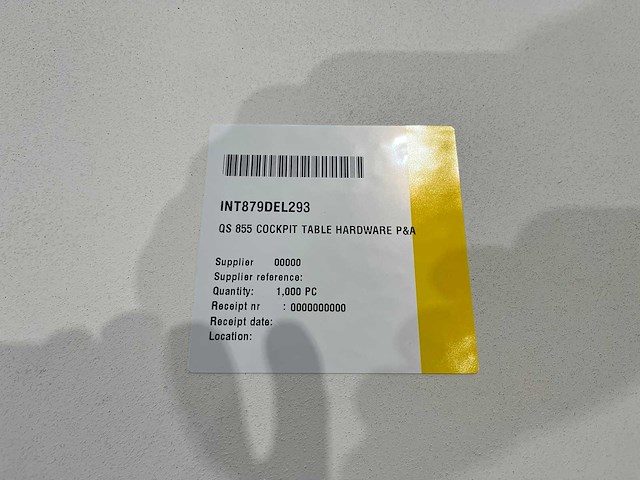 INT879DEL293
QS 855 COCKPIT TABLE HARDWARE P&A
Supplier 00000
Supplier reference:
Quantity: 1,000 PC
Receipt nr : 0000000000
Receipt date:
Location: